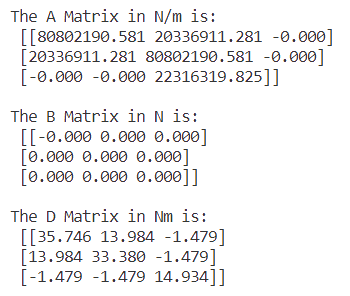 The A Matrix in N/m is:
[[80802190.581 20336911.281 -0.000]
[20336911.281 80802190.581 -0.000]
[-0.000 -0.000 22316319.825]]
The B Matrix in N is:
[[-0.000 0.000 0.000]
[0.000 0.000 0.000]
[0.000 0.000 0.000]]
The D Matrix in Nm is:
[[35.746 13.984 -1.479]
[13.984 33.380 -1.479]
[-1.479 -1.479 14.934]]